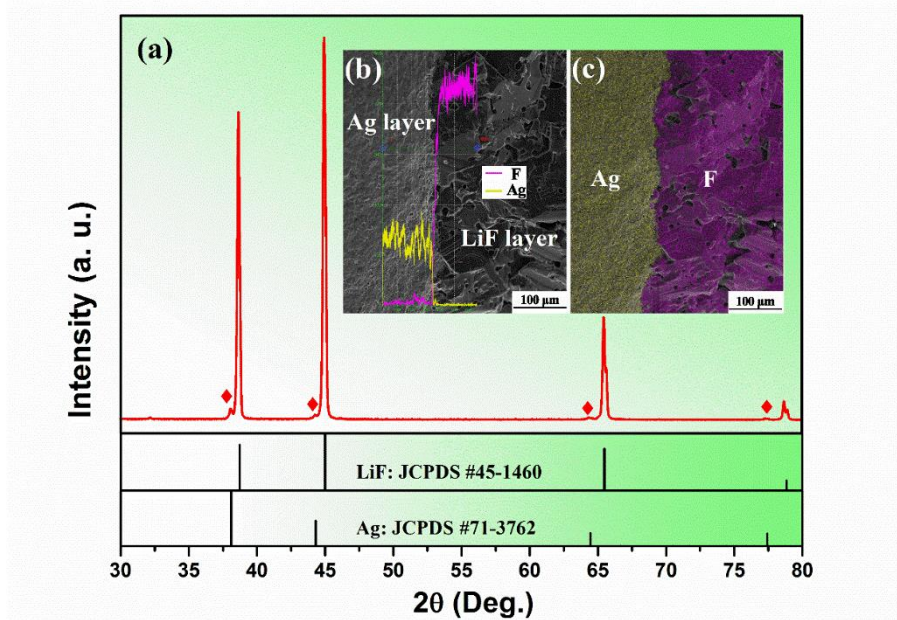 (a)
(b)
(c)
Ag layer
F
Ag
LiF layer
100 μm
Ag
F
100 μm
Intensity (a. u.)
LiF: JCPDS #45-1460
Ag: JCPDS #71-3762
30 35 40 45 50 55 60 65 70 75 80
2θ (Deg.)